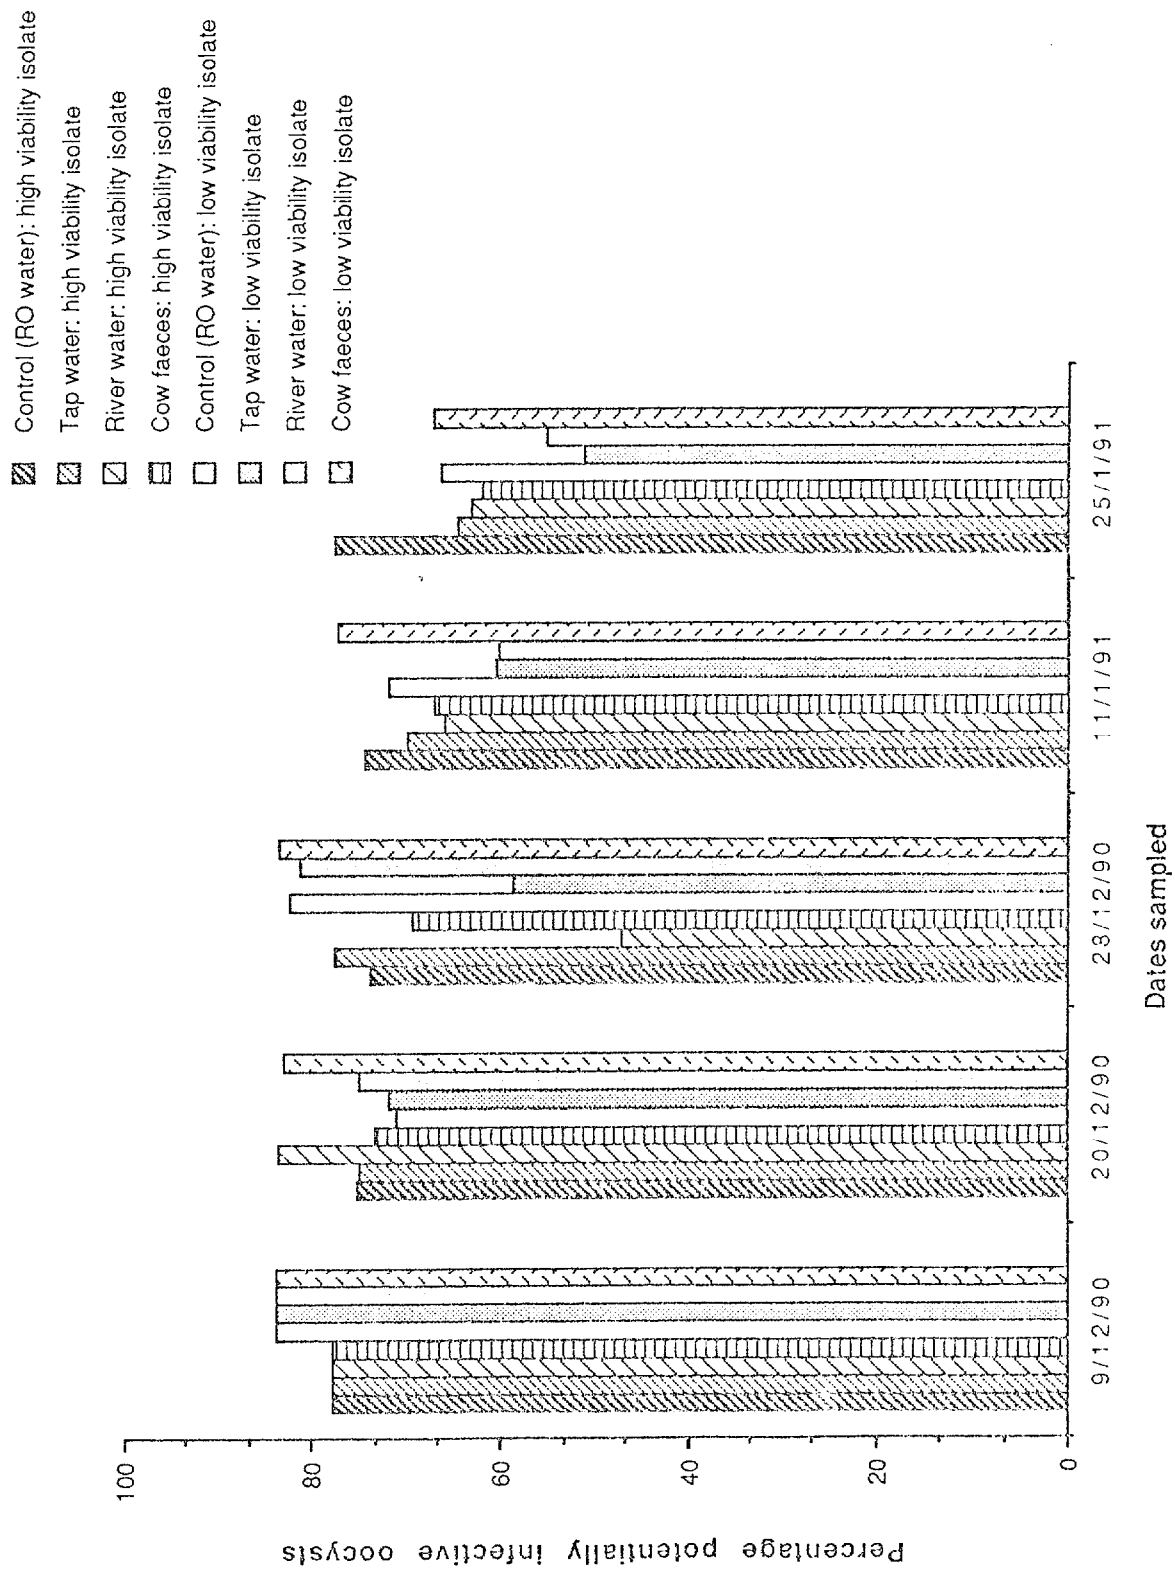 Control (RO water): high viability isolate
Tap water: high viability isolate
River water: high viability isolate
Cow faeces: high viability isolate
Control (RO water): low viability isolate
Tap water: low viability isolate
River water: low viability isolate
Cow faeces: low viability isolate
Percentage potentially infective oocysts
100
80
60
40
20
0
9/12/90
20/12/90
28/12/90
11/1/91
25/1/91
Dates sampled